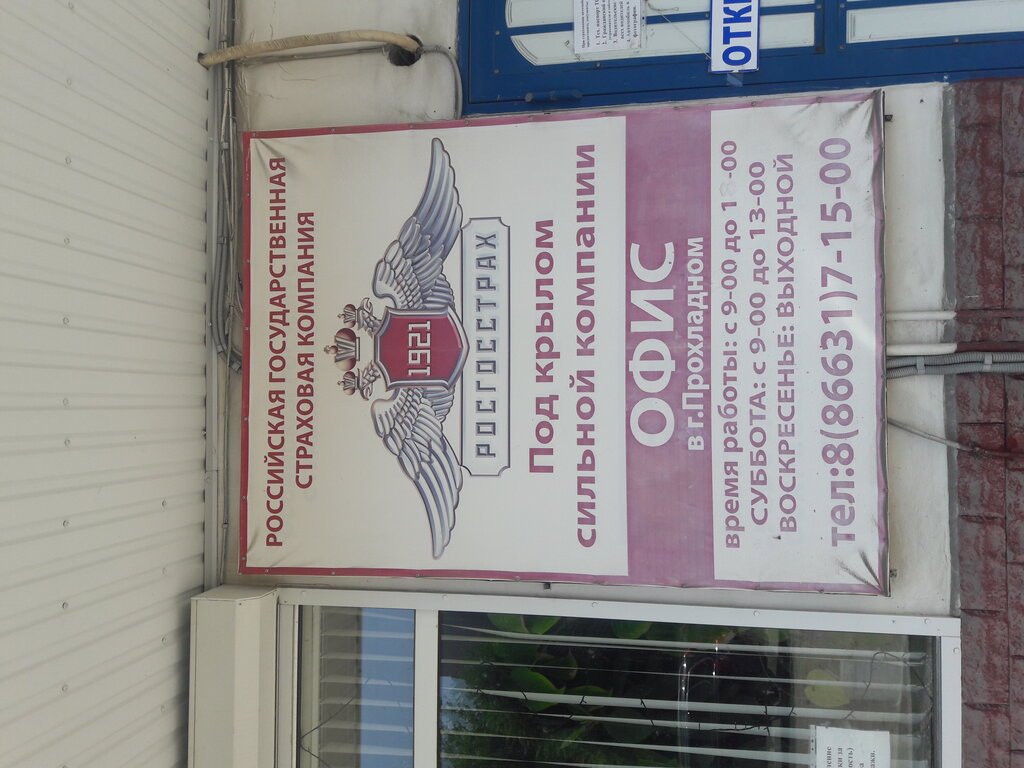 РОССИЙСКАЯ ГОСУДАРСТВЕННАЯ
СТРАХОВАЯ КОМПАНИЯ
1921
РОСГОССТРАХ
Под крылом
сильной компании
ОФИС
в г.Прохладном
время работы: с 9-00 до 1 -00
СУББОТА: с 9-00 до 13-00
ВОСКРЕСЕНЬЕ: ВЫХОДНОЙ
тел:8(86631)7-15-00
ОТК